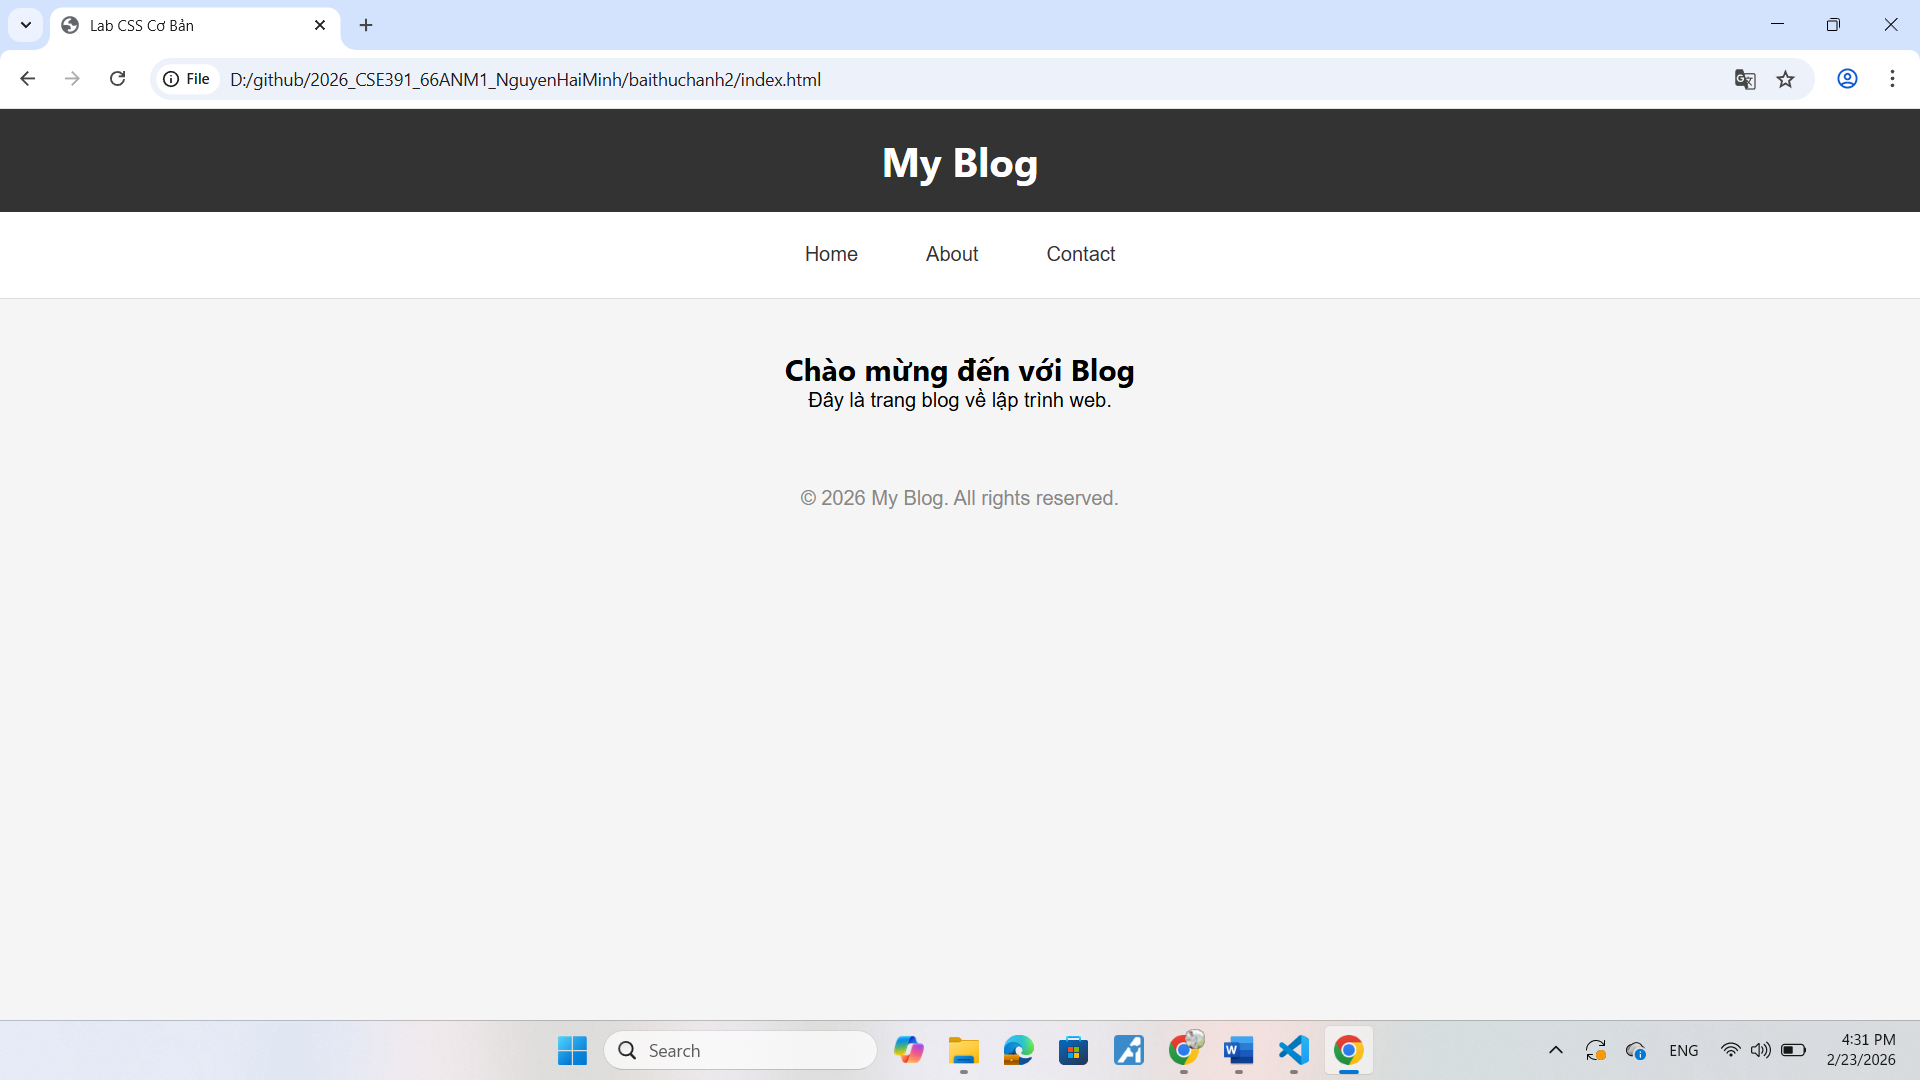 Lab CSS Cơ Bản
File
D:/github/2026_CSE391_66ANM1_NguyenHaiMinh/baithuchanh2/index.html
My Blog
Home About Contact
Chào mừng đến với Blog
Đây là trang blog về lập trình web.
© 2026 My Blog. All rights reserved.
Search
ENG
4:31 PM
2/23/2026